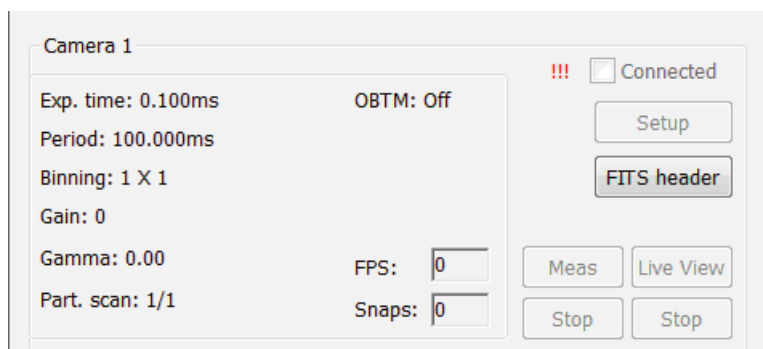 Camera 1
!!! Connected
Exp. time: 0.100ms OBTM: Off
Setup
Period: 100.000ms
Binning: 1 X 1
FITS header
Gain: 0
Gamma: 0.00
FPS: 0
Meas Live View
Part. scan: 1/1
Snaps: 0
Stop Stop